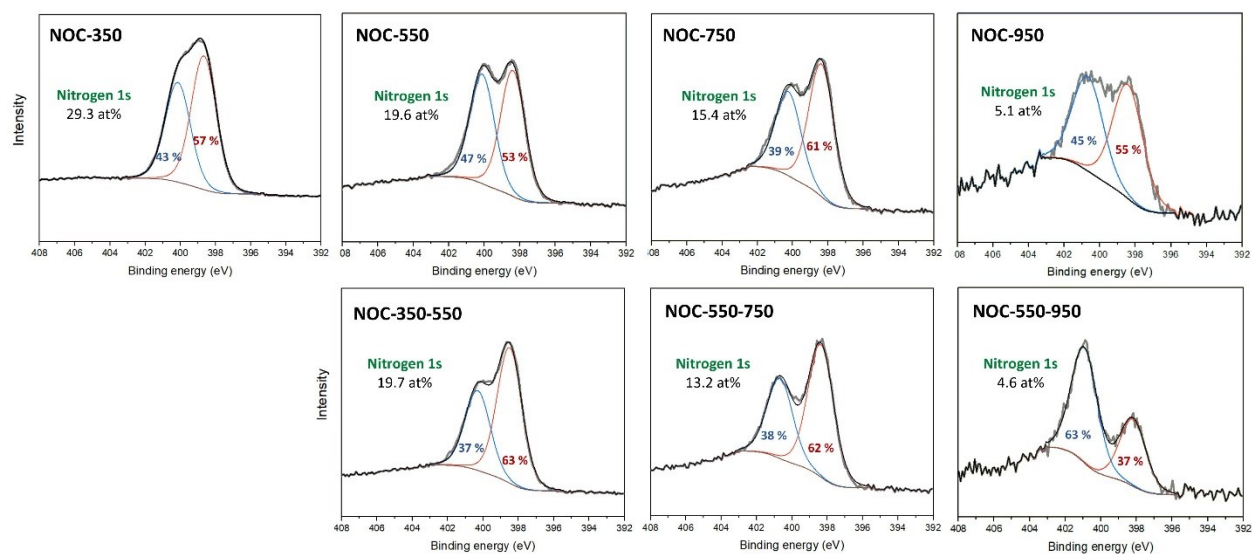 NOC-350
Nitrogen 1s
29.3 at%
43 %
57 %
Intensity
408 406 404 402 400 398 396 394 392
Binding energy (eV)
NOC-550
Nitrogen 1s
19.6 at%
47 %
53 %
408 406 404 402 400 398 396 394 392
Binding energy (eV)
NOC-750
Nitrogen 1s
15.4 at%
39 %
61 %
408 406 404 402 400 398 396 394 392
Binding energy (eV)
NOC-950
Nitrogen 1s
5.1 at%
45 %
55 %
08 406 404 402 400 398 396 394 392
Binding energy (eV)
NOC-350-550
Nitrogen 1s
19.7 at%
37 %
63 %
Intensity
408 406 404 402 400 398 396 394 392
Binding energy (eV)
NOC-550-750
Nitrogen 1s
13.2 at%
38 %
62 %
408 406 404 402 400 398 396 394 392
Binding energy (eV)
NOC-550-950
Nitrogen 1s
4.6 at%
63 %
37 %
408 406 404 402 400 398 396 394 392
Binding energy (eV)